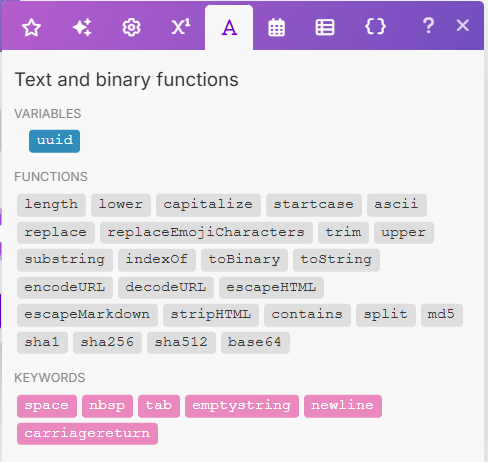 X¹ A { } ? ×
Text and binary functions
VARIABLES
uuid
FUNCTIONS
length lower capitalize startcase ascii
replace replaceEmojiCharacters trim upper
substring indexOf toBinary toString
encodeURL decodeURL escapeHTML
escapeMarkdown stripHTML contains split md5
sha1 sha256 sha512 base64
KEYWORDS
space nbsp tab emptystring newline
carriagereturn